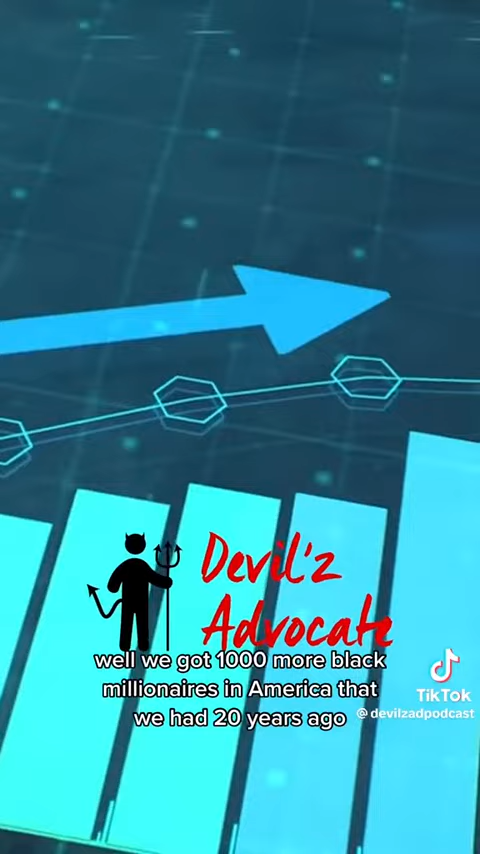 Devil'z
Advocate
well we got 1000 more black
millionaires in America that
we had 20 years ago
TikTok
@devilzadpodcast